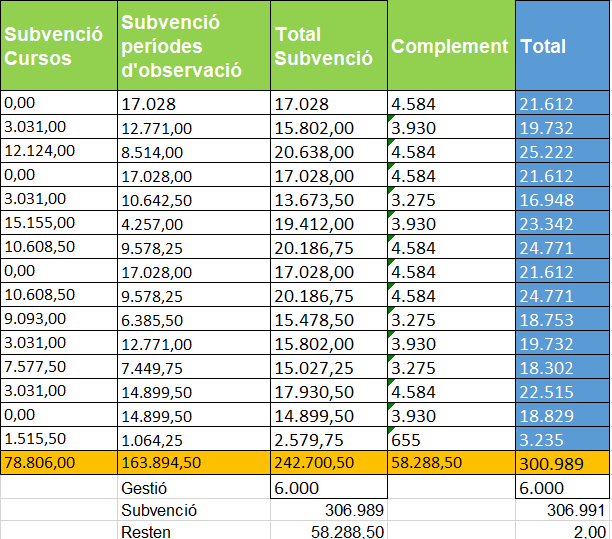 Subvenció Cursos Subvenció períodes d'observació Total Subvenció Complement Total
0,00 17.028 17.028 4.584 21.612
3.031,00 12.771,00 15.802,00 3.930 19.732
12.124,00 8.514,00 20.638,00 4.584 25.222
0,00 17.028,00 17.028,00 4.584 21.612
3.031,00 10.642,50 13.673,50 3.275 16.948
15.155,00 4.257,00 19.412,00 3.930 23.342
10.608,50 9.578,25 20.186,75 4.584 24.771
0,00 17.028,00 17.028,00 4.584 21.612
10.608,50 9.578,25 20.186,75 4.584 24.771
9.093,00 6.385,50 15.478,50 3.275 18.753
3.031,00 12.771,00 15.802,00 3.930 19.732
7.577,50 7.449,75 15.027,25 3.275 18.302
3.031,00 14.899,50 17.930,50 4.584 22.515
0,00 14.899,50 14.899,50 3.930 18.829
1.515,50 1.064,25 2.579,75 655 3.235
78.806,00 163.894,50 242.700,50 58.288,50 300.989
Gestió 6.000 6.000
Subvenció 306.989 306.991
Resten 58.288,50 2,00